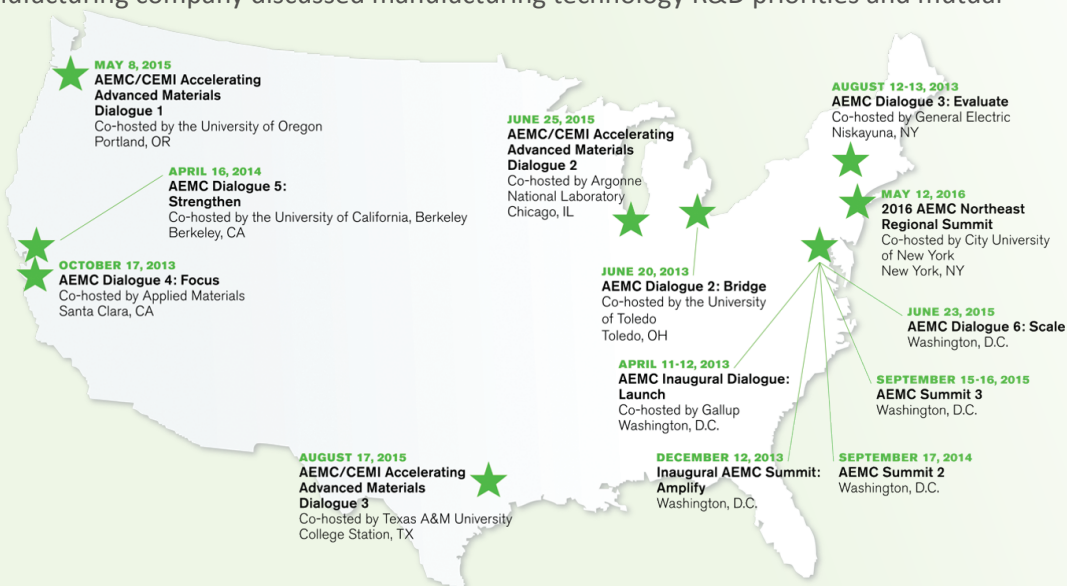 nufacturing company discussed manufacturing technology R&D priorities and mutual
MAY 8, 2015
AEMC/CEMI Accelerating
Advanced Materials
Dialogue 1
Co-hosted by the University of Oregon
Portland, OR
APRIL 16, 2014
AEMC Dialogue 5:
Strengthen
Co-hosted by the University of California, Berkeley
Berkeley, CA
OCTOBER 17, 2013
AEMC Dialogue 4: Focus
Co-hosted by Applied Materials
Santa Clara, CA
JUNE 25, 2015
AEMC/CEMI Accelerating
Advanced Materials
Dialogue 2
Co-hosted by Argonne
National Laboratory
Chicago, IL
AUGUST 12-13, 2013
AEMC Dialogue 3: Evaluate
Co-hosted by General Electric
Niskayuna, NY
MAY 12, 2016
2016 AEMC Northeast
Regional Summit
Co-hosted by City University
of New York
New York, NY
JUNE 20, 2013
AEMC Dialogue 2: Bridge
Co-hosted by the University
of Toledo
Toledo, OH
JUNE 23, 2015
AEMC Dialogue 6: Scale
Washington, D.C.
APRIL 11-12, 2013
AEMC Inaugural Dialogue:
Launch
Co-hosted by Gallup
Washington, D.C.
SEPTEMBER 15-16, 2015
AEMC Summit 3
Washington, D.C.
AUGUST 17, 2015
AEMC/CEMI Accelerating
Advanced Materials
Dialogue 3
Co-hosted by Texas A&M University
College Station, TX
DECEMBER 12, 2013
Inaugural AEMC Summit:
Amplify
Washington, D.C.
SEPTEMBER 17, 2014
AEMC Summit 2
Washington, D.C.